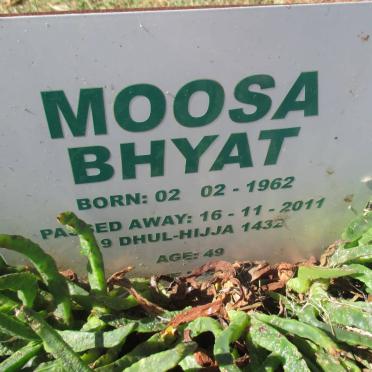 MOOSA
BHYAT
BORN: 02 02 - 1962
PASSED AWAY: 16 - 11 - 2011
9 DHUL-HIJJA 1432
AGE: 49